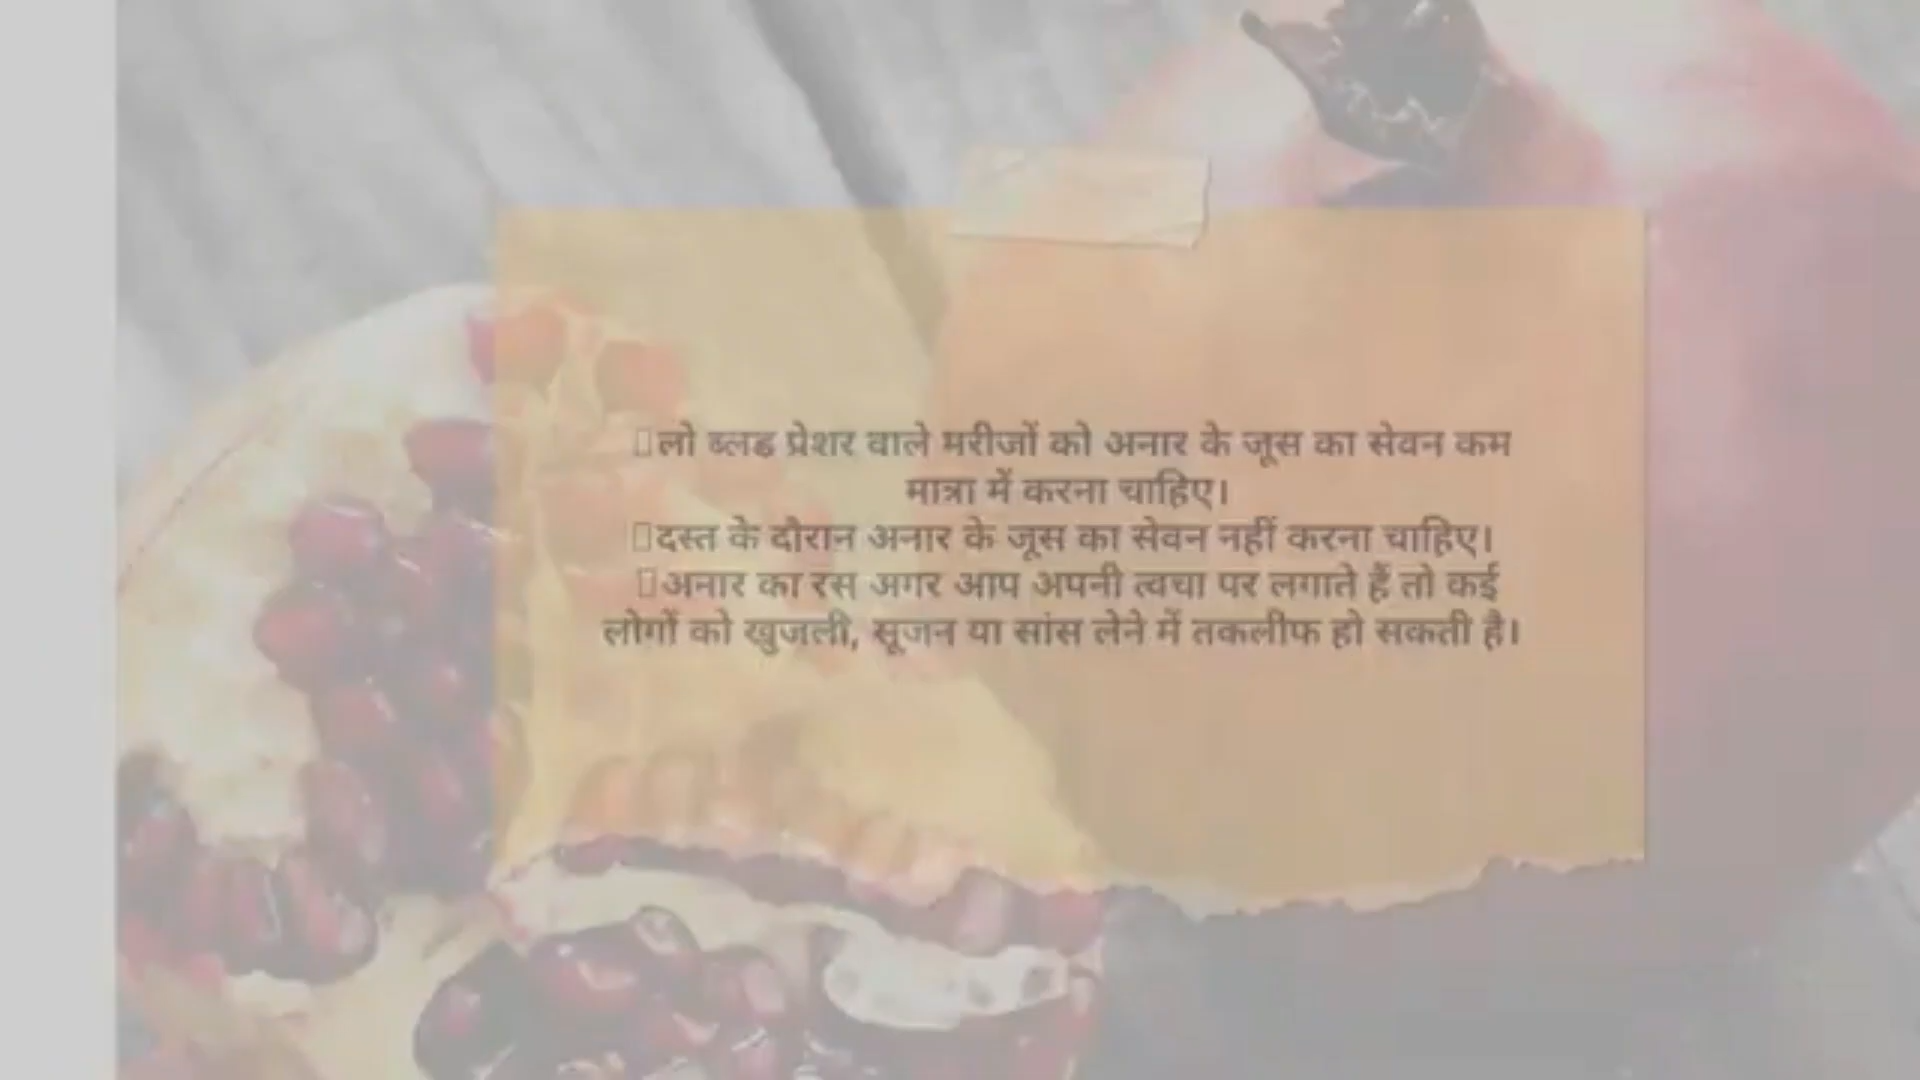 लो ब्लड प्रेशर वाले मरीजों को अनार के जूस का सेवन कम
मात्रा में करना चाहिए।
दस्त के दौरान अनार के जूस का सेवन नहीं करना चाहिए।
अनार का रस अगर आप अपनी त्वचा पर लगाते हैं तो कई
लोगों को खुजली, सूजन या सांस लेने में तकलीफ हो सकती है।